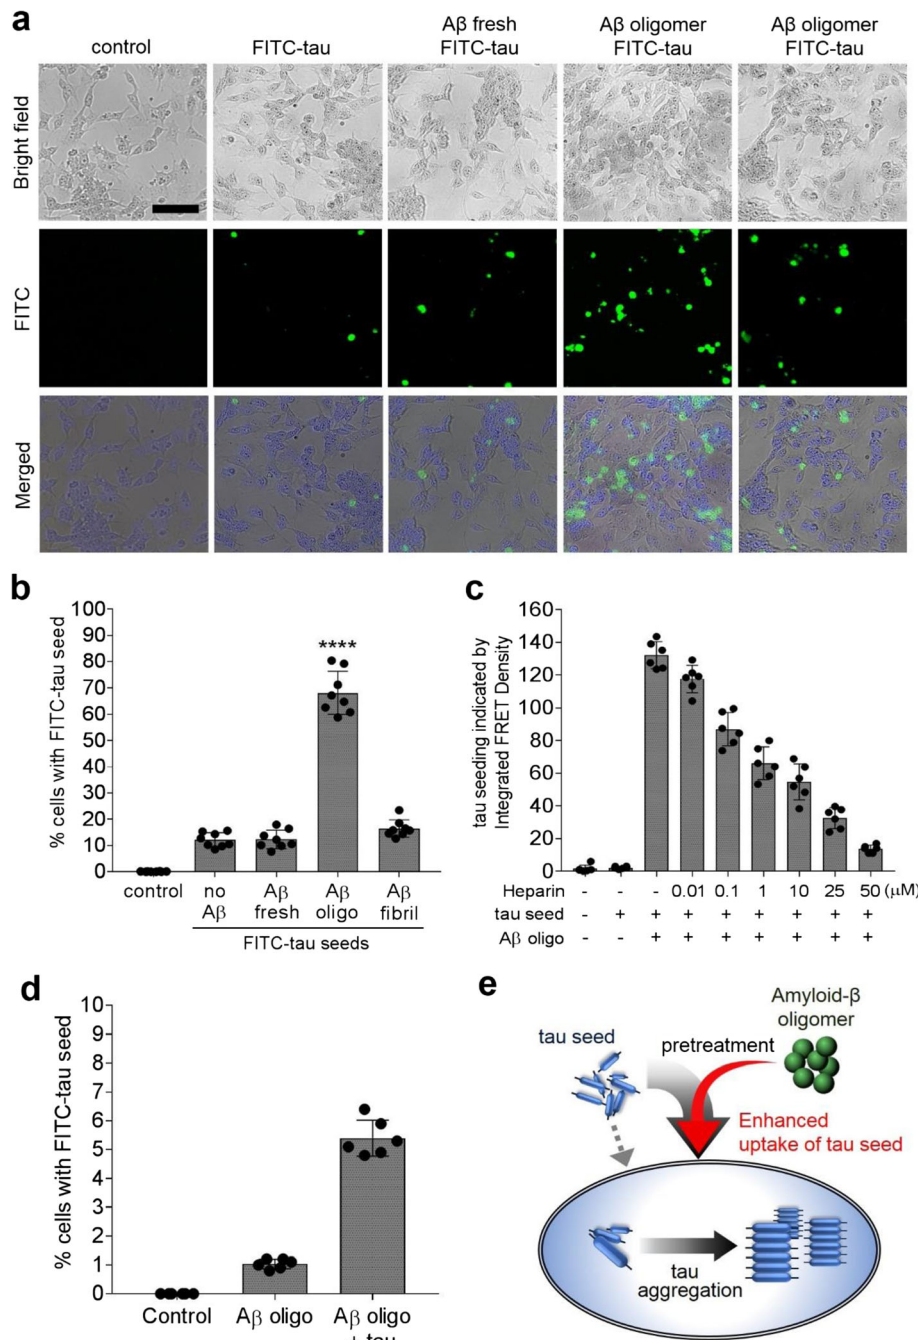 a
control
FITC-tau
Aβ fresh
FITC-tau
Aβ oligomer
FITC-tau
Aβ oligomer
FITC-tau
Bright field
FITC
Merged
b
% cells with FITC-tau seed
100
90
80
70
60
50
40
30
20
10
0
****
control
no
Aβ
Aβ
fresh
Aβ
oligo
Aβ
fibril
FITC-tau seeds
c
tau seeding indicated by
Integrated FRET Density
160
140
120
100
80
60
40
20
0
Heparin - - - 0.01 0.1 1 10 25 50 (μM)
tau seed - + + + + + + + +
Aβ oligo - - + + + + + + +
d
% cells with FITC-tau seed
10
9
8
7
6
5
4
3
2
1
0
Control
Aβ oligo
Aβ oligo
+ tau
e
Amyloid-β
oligomer
tau seed
pretreatment
Enhanced
uptake of tau seed
tau
aggregation